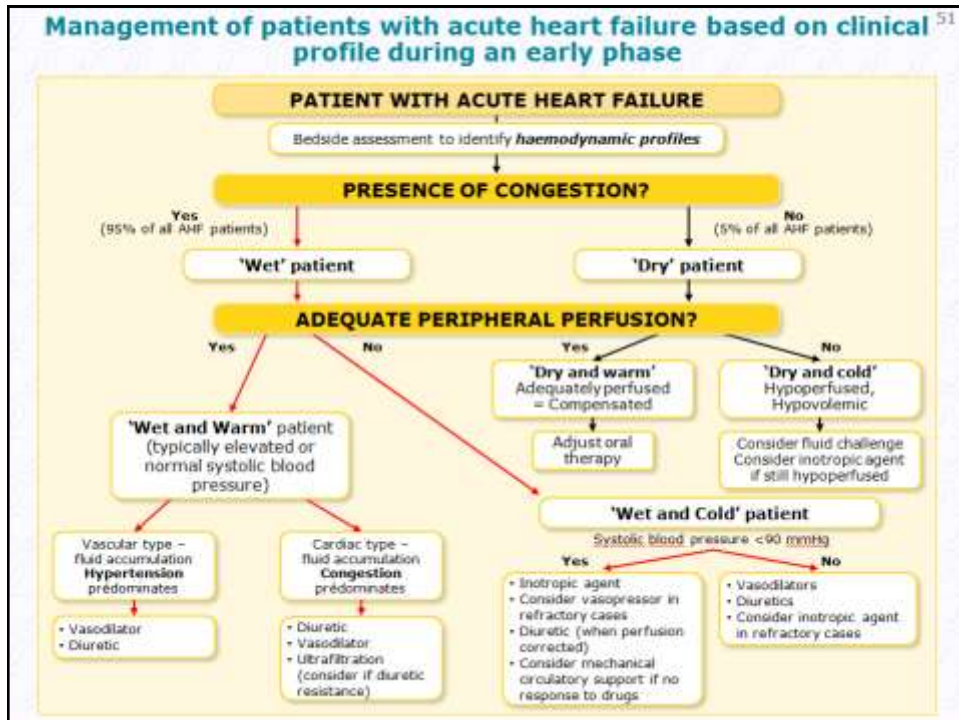 Management of patients with acute heart failure based on clinical
profile during an early phase
51
PATIENT WITH ACUTE HEART FAILURE
Bedside assessment to identify haemodynamic profiles
PRESENCE OF CONGESTION?
Yes
(95% of all AHF patients)
No
(5% of all AHF patients)
‘Wet’ patient
‘Dry’ patient
ADEQUATE PERIPHERAL PERFUSION?
Yes
No
Yes
No
‘Wet and Warm’ patient
(typically elevated or
normal systolic blood
pressure)
‘Dry and warm’
Adequately perfused
= Compensated
‘Dry and cold’
Hypoperfused,
Hypovolemic
Adjust oral
therapy
Consider fluid challenge
Consider inotropic agent
if still hypoperfused
‘Wet and Cold’ patient
Systolic blood pressure <90 mmHg
Vascular type –
fluid accumulation
Hypertension
predominates
Cardiac type –
fluid accumulation
Congestion
predominates
• Vasodilator
• Diuretic
• Diuretic
• Vasodilator
• Ultrafiltration
(consider if diuretic
resistance)
Yes
No
• Inotropic agent
• Consider vasopressor in
refractory cases
• Diuretic (when perfusion
corrected)
• Consider mechanical
circulatory support if no
response to drugs
• Vasodilators
• Diuretics
• Consider inotropic agent
in refractory cases